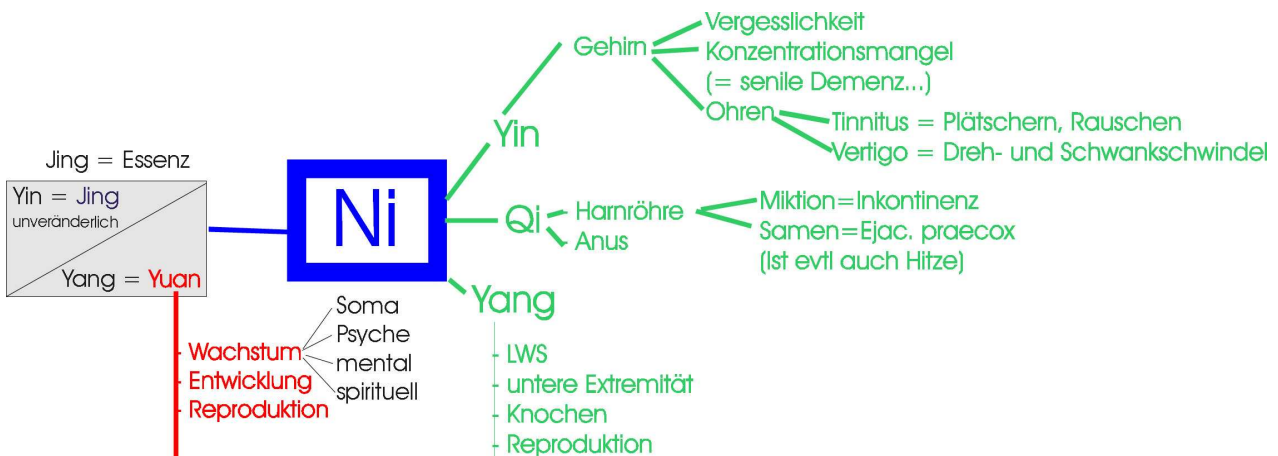 Jing = Essenz
Yin = Jing
unveränderlich
Yang = Yuan
Wachstum
Entwicklung
Reproduktion
Soma
Psyche
mental
spirituell
Ni
Yin
Gehirn
Vergesslichkeit
Konzentrationsmangel
(= senile Demenz...)
Ohren
Tinnitus = Plätschern, Rauschen
Vertigo = Dreh- und Schwankschwindel
Qi
- Harnröhre
- Anus
Miktion=Inkontinenz
Samen=Ejac. praecox
(Ist evtl auch Hitze)
Yang
- LWS
- untere Extremität
- Knochen
- Reproduktion